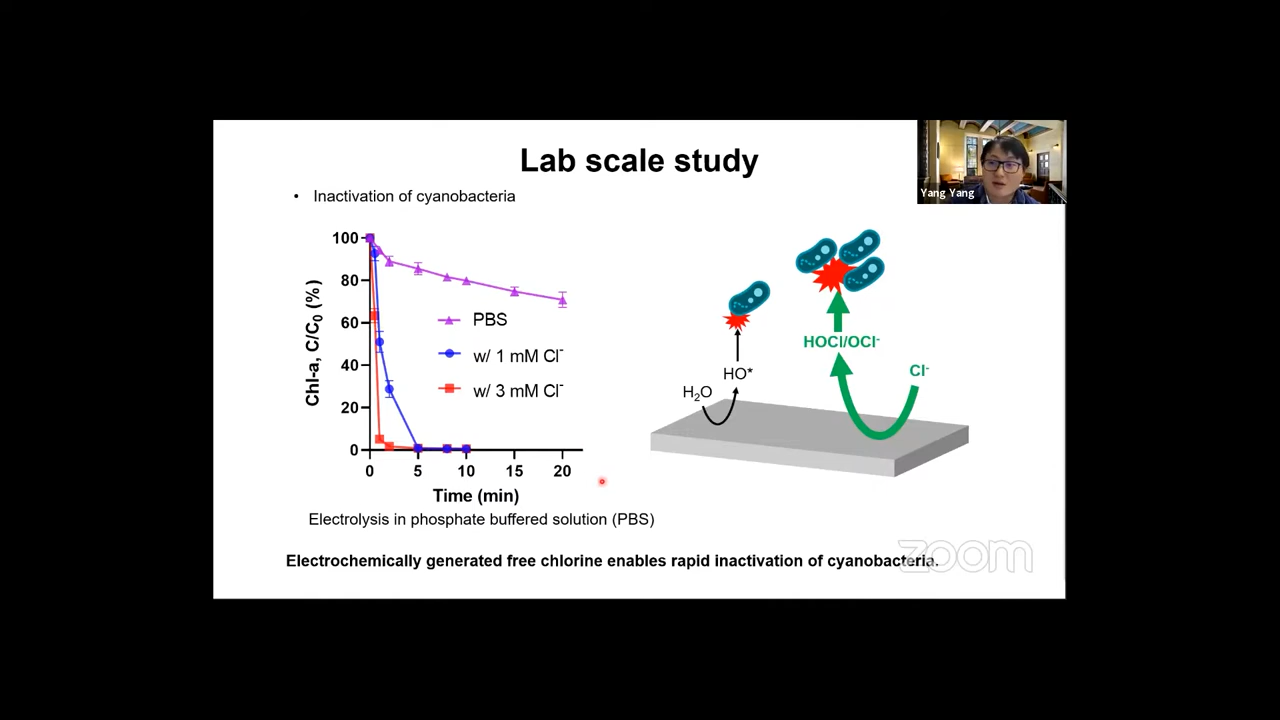 Lab scale study
Yang Yang
• Inactivation of cyanobacteria
Chl-a, C/C0 (%)
100
80
60
40
20
0
PBS
w/ 1 mM Cl-
w/ 3 mM Cl-
0 5 10 15 20
Time (min)
Electrolysis in phosphate buffered solution (PBS)
H2O
HO*
HOCl/OCl-
Cl-
Electrochemically generated free chlorine enables rapid inactivation of cyanobacteria.
zoom